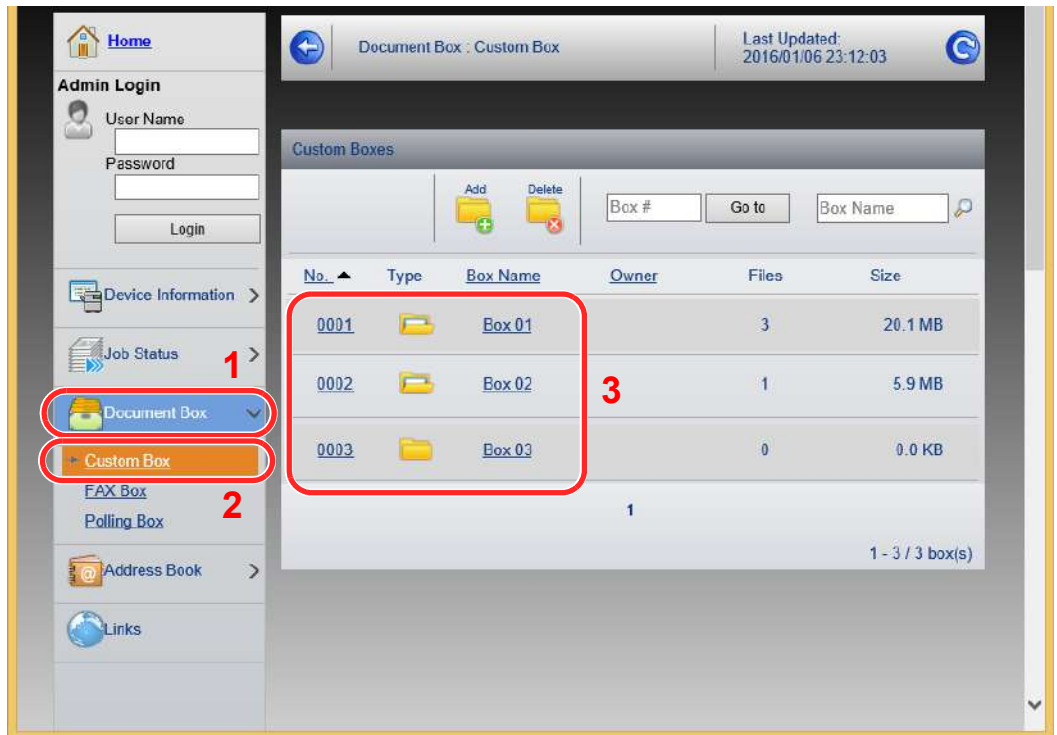 Home
Admin Login
User Name
Password
Login
Device Information
Job Status
1
Document Box
Custom Box
2
FAX Box
Polling Box
Address Book
@
Links
Document Box : Custom Box
Last Updated:
2016/01/06 23:12:03
Custom Boxes
Add Delete
Box # Go to Box Name
No. Type Box Name Owner Files Size
0001 Box 01 3 20.1 MB
0002 Box 02 1 5.9 MB
3
0003 Box 03 0 0.0 KB
1
1 - 3 / 3 box(s)